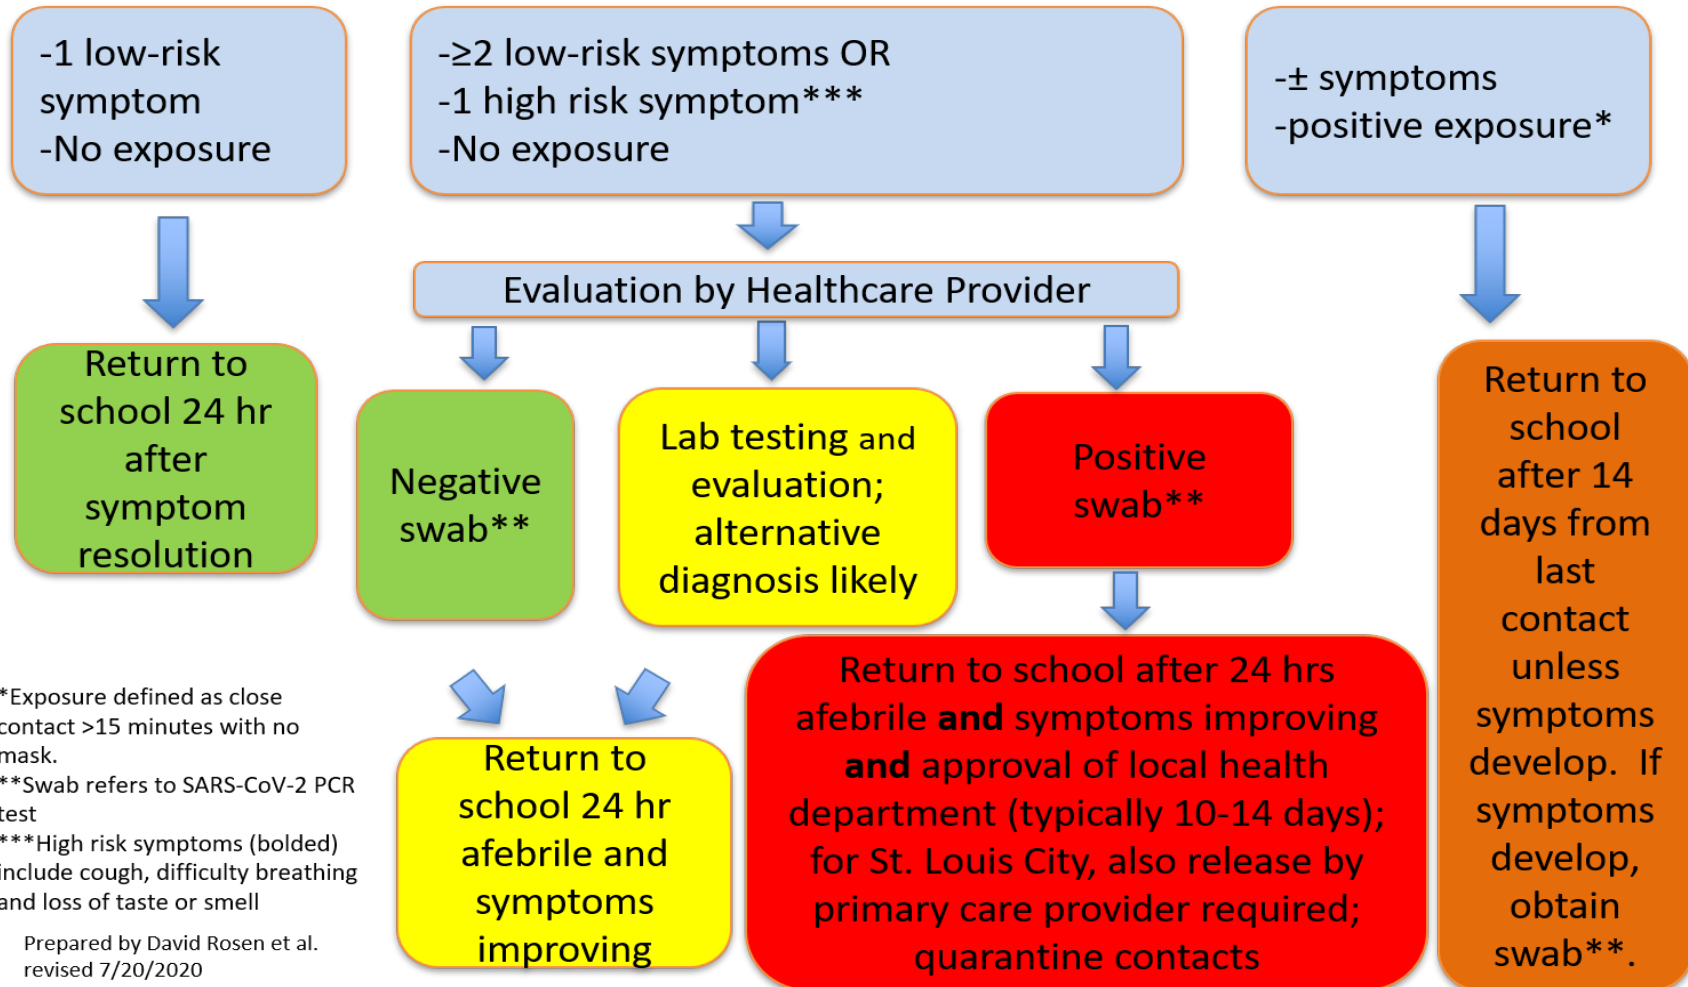 -1 low-risk
symptom
-No exposure
-≥2 low-risk symptoms OR
-1 high risk symptom***
-No exposure
-± symptoms
-positive exposure*
Evaluation by Healthcare Provider
Return to
school 24 hr
after
symptom
resolution
Negative
swab**
Lab testing and
evaluation;
alternative
diagnosis likely
Positive
swab**
Return to
school
after 14
days from
last
contact
unless
symptoms
develop.  If
symptoms
develop,
obtain
swab**.
Return to
school 24 hr
afebrile and
symptoms
improving
Return to school after 24 hrs
afebrile and symptoms improving
and approval of local health
department (typically 10-14 days);
for St. Louis City, also release by
primary care provider required;
quarantine contacts
*Exposure defined as close
contact >15 minutes with no
mask.
**Swab refers to SARS-CoV-2 PCR
test
***High risk symptoms (bolded)
include cough, difficulty breathing
and loss of taste or smell
Prepared by David Rosen et al.
revised 7/20/2020